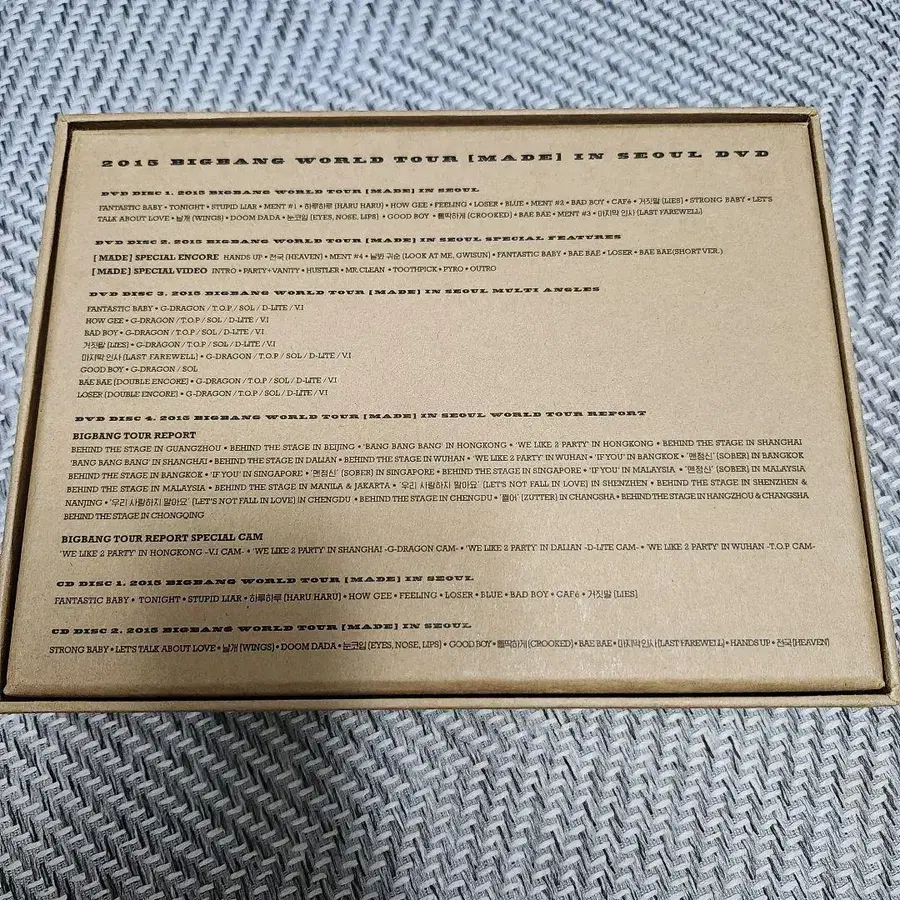 2015 BIGBANG WORLD TOUR [MADE] IN SEOUL DVD
DVD DISC 1. 2015 BIGBANG WORLD TOUR [MADE] IN SEOUL
FANTASTIC BABY • TONIGHT • STUPID LIAR • MENT #1 • 하루하루 (HARU HARU) • HOW GEE • FEELING • LOSER • BLUE • MENT #2 • BAD BOY • CAFé • 거짓말 (LIES) • STRONG BABY • LET'S
TALK ABOUT LOVE • 날개 (WINGS) • DOOM DADA • 눈코입 (EYES, NOSE, LIPS) • GOOD BOY • 삐딱하게 (CROOKED) • BAE BAE • MENT #3 • 마지막 인사 (LAST FAREWELL)
DVD DISC 2. 2015 BIGBANG WORLD TOUR [MADE] IN SEOUL SPECIAL FEATURES
[MADE] SPECIAL ENCORE HANDS UP • 천국 (HEAVEN) • MENT #4 • 날봐 귀순 (LOOK AT ME, GWISUN) • FANTASTIC BABY • BAE BAE • LOSER • BAE BAE(SHORT VER.)
[MADE] SPECIAL VIDEO INTRO • PARTY+VANITY • HUSTLER • MR.CLEAN • TOOTHPICK • PYRO • OUTRO
DVD DISC 3. 2015 BIGBANG WORLD TOUR [MADE] IN SEOUL MULTI ANGLES
FANTASTIC BABY • G-DRAGON / T.O.P / SOL / D-LITE / V.I
HOW GEE • G-DRAGON / T.O.P / SOL / D-LITE / V.I
BAD BOY • G-DRAGON / T.O.P / SOL / D-LITE / V.I
거짓말 (LIES) • G-DRAGON / T.O.P / SOL / D-LITE / V.I
마지막 인사 (LAST FAREWELL) • G-DRAGON / T.O.P / SOL / D-LITE / V.I
GOOD BOY • G-DRAGON / SOL
BAE BAE (DOUBLE ENCORE) • G-DRAGON / T.O.P / SOL / D-LITE / V.I
LOSER (DOUBLE ENCORE) • G-DRAGON / T.O.P / SOL / D-LITE / V.I
DVD DISC 4. 2015 BIGBANG WORLD TOUR [MADE] IN SEOUL WORLD TOUR REPORT
BIGBANG TOUR REPORT
BEHIND THE STAGE IN GUANGZHOU • BEHIND THE STAGE IN BEIJING • 'BANG BANG BANG' IN HONGKONG • 'WE LIKE 2 PARTY' IN HONGKONG • BEHIND THE STAGE IN SHANGHAI
'BANG BANG BANG' IN SHANGHAI • BEHIND THE STAGE IN DALIAN • BEHIND THE STAGE IN WUHAN • 'WE LIKE 2 PARTY' IN WUHAN • 'IF YOU' IN BANGKOK • '맨정신' (SOBER) IN BANGKOK
BEHIND THE STAGE IN BANGKOK • 'IF YOU' IN SINGAPORE • '맨정신' (SOBER) IN SINGAPORE • BEHIND THE STAGE IN SINGAPORE • 'IF YOU' IN MALAYSIA • '맨정신' (SOBER) IN MALAYSIA
BEHIND THE STAGE IN MALAYSIA • BEHIND THE STAGE IN MANILA & JAKARTA • '우리 사랑하지 말아요' (LET'S NOT FALL IN LOVE) IN SHENZHEN • BEHIND THE STAGE IN SHENZHEN &
NANJING • '우리 사랑하지 말아요' (LET'S NOT FALL IN LOVE) IN CHENGDU • BEHIND THE STAGE IN CHENGDU • '쩔어' (ZUTTER) IN CHANGSHA • BEHIND THE STAGE IN HANGZHOU & CHANGSHA
BEHIND THE STAGE IN CHONGQING
BIGBANG TOUR REPORT SPECIAL CAM
'WE LIKE 2 PARTY' IN HONGKONG -V.I CAM- • 'WE LIKE 2 PARTY' IN SHANGHAI -G-DRAGON CAM- • 'WE LIKE 2 PARTY' IN DALIAN -D-LITE CAM- • 'WE LIKE 2 PARTY' IN WUHAN -T.O.P CAM-
CD DISC 1. 2015 BIGBANG WORLD TOUR [MADE] IN SEOUL
FANTASTIC BABY • TONIGHT • STUPID LIAR • 하루하루 (HARU HARU) • HOW GEE • FEELING • LOSER • BLUE • BAD BOY • CAFé • 거짓말 (LIES)
CD DISC 2. 2015 BIGBANG WORLD TOUR [MADE] IN SEOUL
STRONG BABY • LET'S TALK ABOUT LOVE • 날개 (WINGS) • DOOM DADA • 눈코입 (EYES, NOSE, LIPS) • GOOD BOY • 삐딱하게 (CROOKED) • BAE BAE • 마지막 인사 (LAST FAREWELL) • HANDS UP • 천국 (HEAVEN)